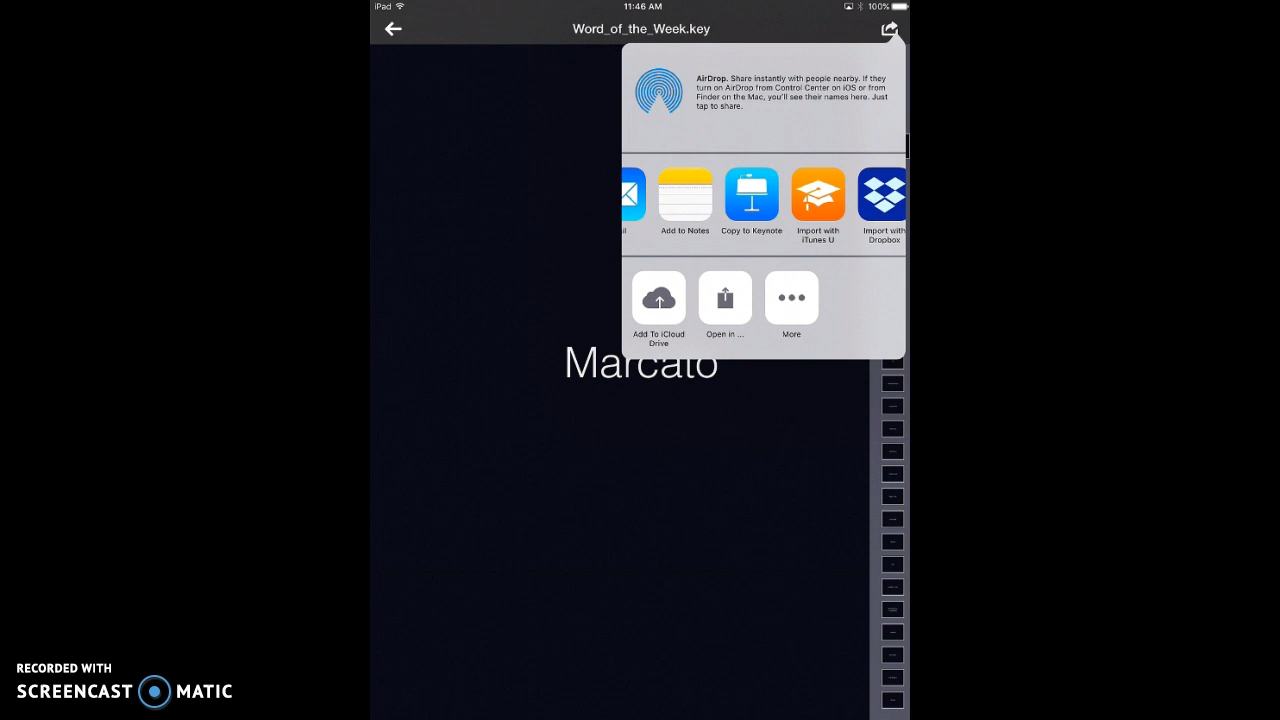 iPad
11:46 AM
100%
Word_of_the_Week.key
AirDrop. Share instantly with people nearby. If they
turn on AirDrop from Control Center on iOS or from
Finder on the Mac, you'll see their names here. Just
tap to share.
il
Add to Notes
Copy to Keynote
Import with
iTunes U
Import with
Dropbox
Add To iCloud
Drive
Open in ...
More
Marcato
RECORDED WITH
SCREENCAST MATIC